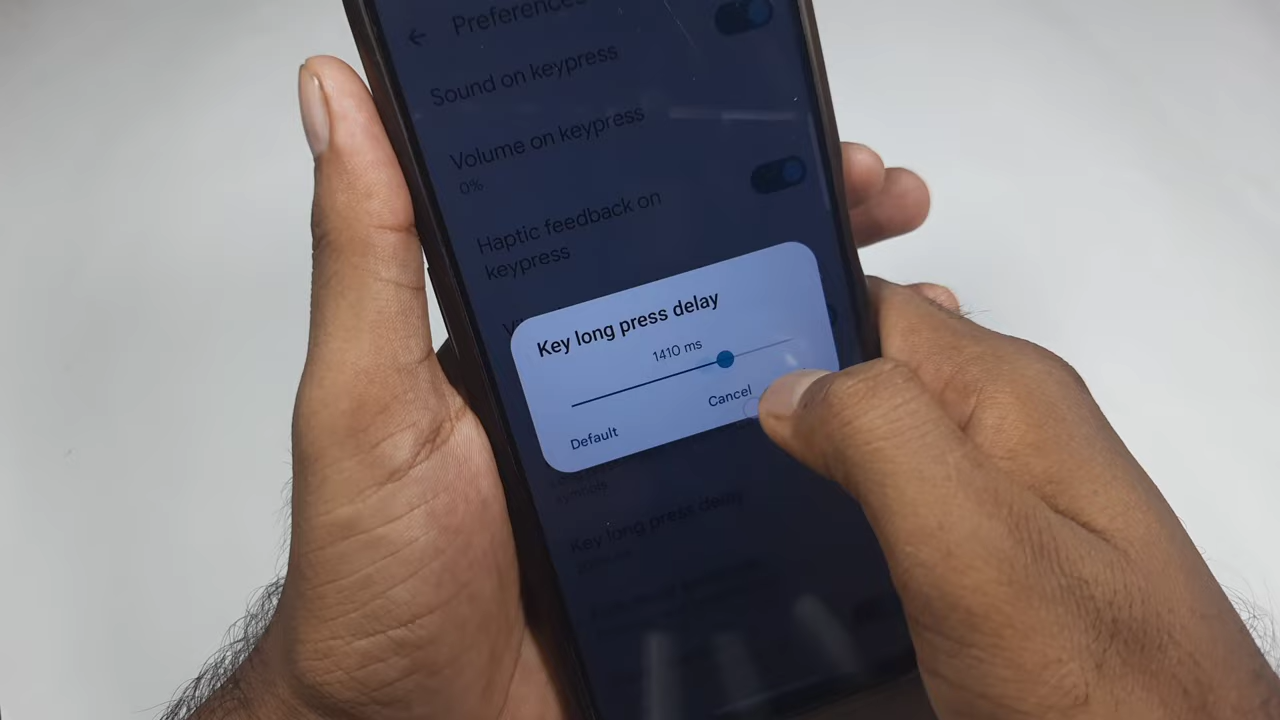 Preferences
Sound on keypress
Volume on keypress
0%
Haptic feedback on
keypress
Key long press delay
1410 ms
Cancel
Default
symbols
Key long press delay